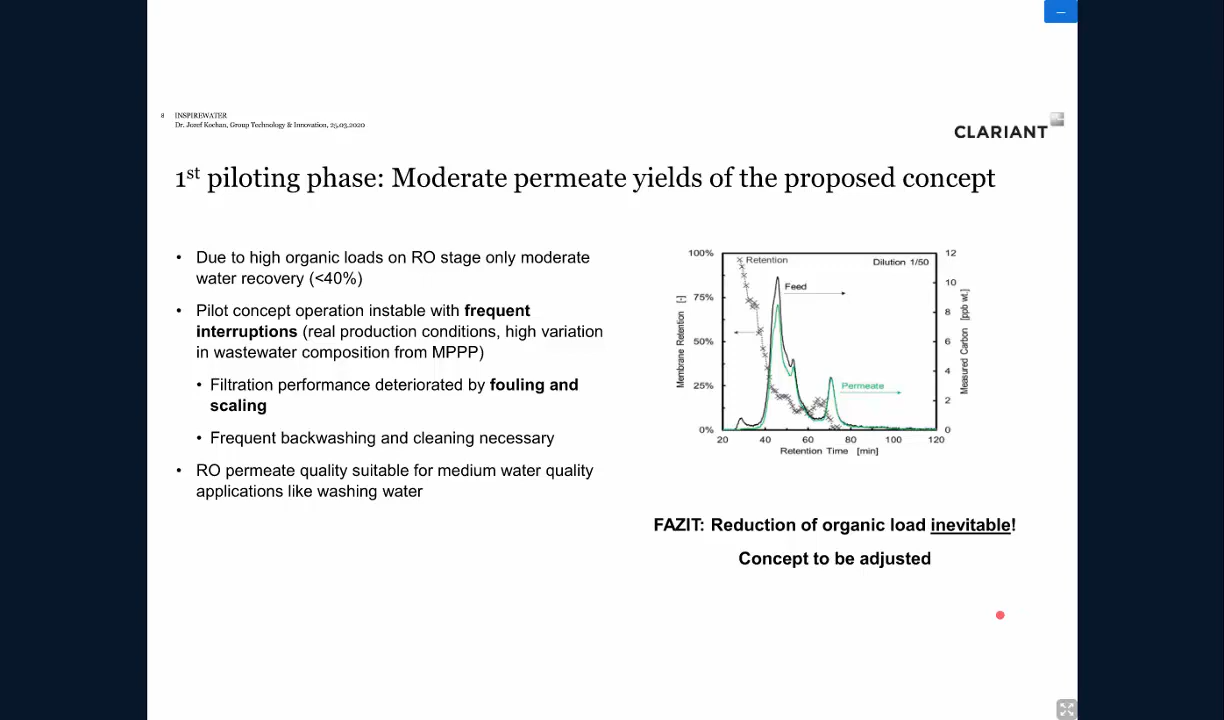 8 INSPIREWATER
Dr. Jozef Kochan, Group Technology & Innovation, 25.03.2020
CLARIANT
1st piloting phase: Moderate permeate yields of the proposed concept
• Due to high organic loads on RO stage only moderate
water recovery (<40%)
• Pilot concept operation instable with frequent
interruptions (real production conditions, high variation
in wastewater composition from MPPP)
• Filtration performance deteriorated by fouling and
scaling
• Frequent backwashing and cleaning necessary
• RO permeate quality suitable for medium water quality
applications like washing water
100%
75%
50%
25%
0%
Membrane Retention [-]
Retention
Dilution 1/50
Feed
Permeate
12
10
8
6
4
2
0
Measured Carbon [ppb wt.]
20 40 60 80 100 120
Retention Time [min]
FAZIT: Reduction of organic load inevitable!
Concept to be adjusted